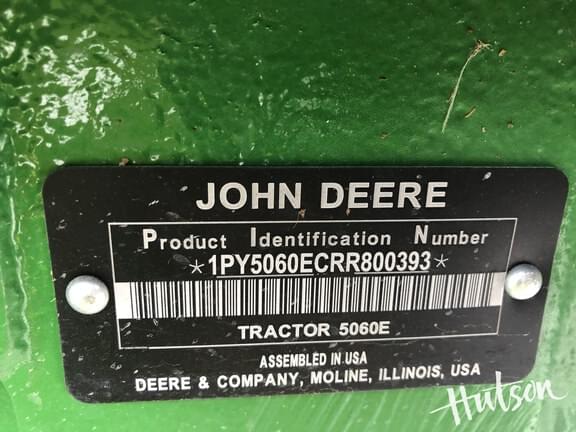 JOHN DEERE
Product Identification Number
*1PY5060ECRR800393*
TRACTOR 5060E
ASSEMBLED IN USA
DEERE & COMPANY, MOLINE, ILLINOIS, USA
Hutson